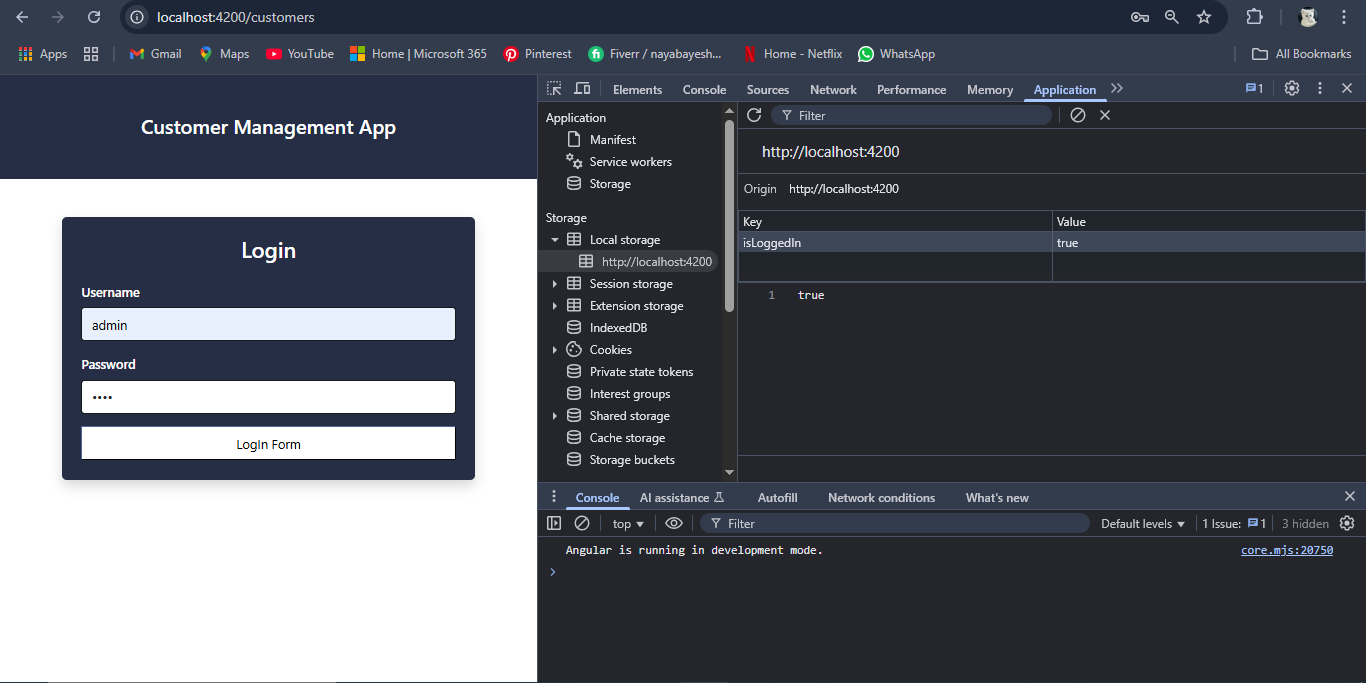 localhost:4200/customers
Apps Gmail Maps YouTube Home | Microsoft 365 Pinterest Fiverr / nayabayesh... Home - Netflix WhatsApp All Bookmarks
Customer Management App
Login
Username
admin
Password
••••
LogIn Form
Elements Console Sources Network Performance Memory Application 1
Application
Manifest
Service workers
Storage
Storage
Local storage
http://localhost:4200
Session storage
Extension storage
IndexedDB
Cookies
Private state tokens
Interest groups
Shared storage
Cache storage
Storage buckets
Filter
http://localhost:4200
Origin http://localhost:4200
Key Value
isLoggedIn true
1 true
Console AI assistance Autofill Network conditions What's new
top Filter Default levels 1 Issue: 1 3 hidden
Angular is running in development mode. core.mjs:20750